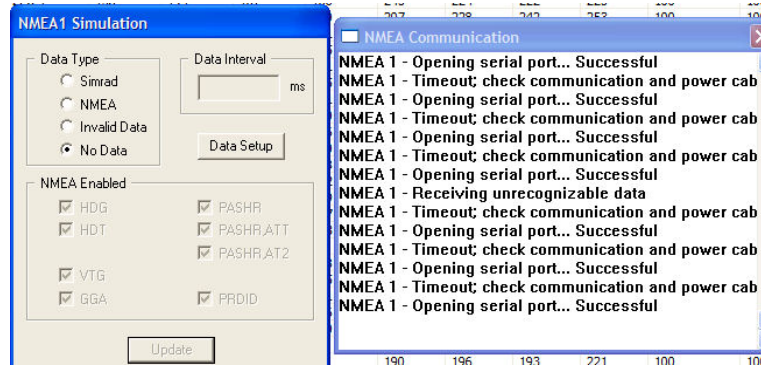 NMEA1 Simulation
Data Type
Simrad
NMEA
Invalid Data
No Data
Data Interval
ms
Data Setup
NMEA Enabled
HDG
HDT
VTG
GGA
PASHR
PASHR,ATT
PASHR,AT2
PRDID
Update
NMEA Communication
NMEA 1 - Opening serial port... Successful
NMEA 1 - Timeout; check communication and power cab
NMEA 1 - Opening serial port... Successful
NMEA 1 - Timeout; check communication and power cab
NMEA 1 - Opening serial port... Successful
NMEA 1 - Timeout; check communication and power cab
NMEA 1 - Opening serial port... Successful
NMEA 1 - Receiving unrecognizable data
NMEA 1 - Timeout; check communication and power cab
NMEA 1 - Opening serial port... Successful
NMEA 1 - Timeout; check communication and power cab
NMEA 1 - Opening serial port... Successful
NMEA 1 - Timeout; check communication and power cab
NMEA 1 - Opening serial port... Successful
190 196 193 221 100